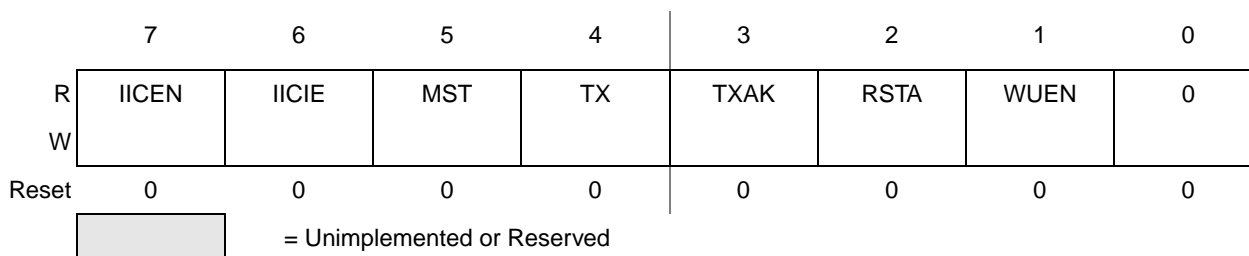 7 6 5 4 3 2 1 0
R IICEN IICIE MST TX TXAK RSTA WUEN 0
W
Reset 0 0 0 0 0 0 0 0
= Unimplemented or Reserved